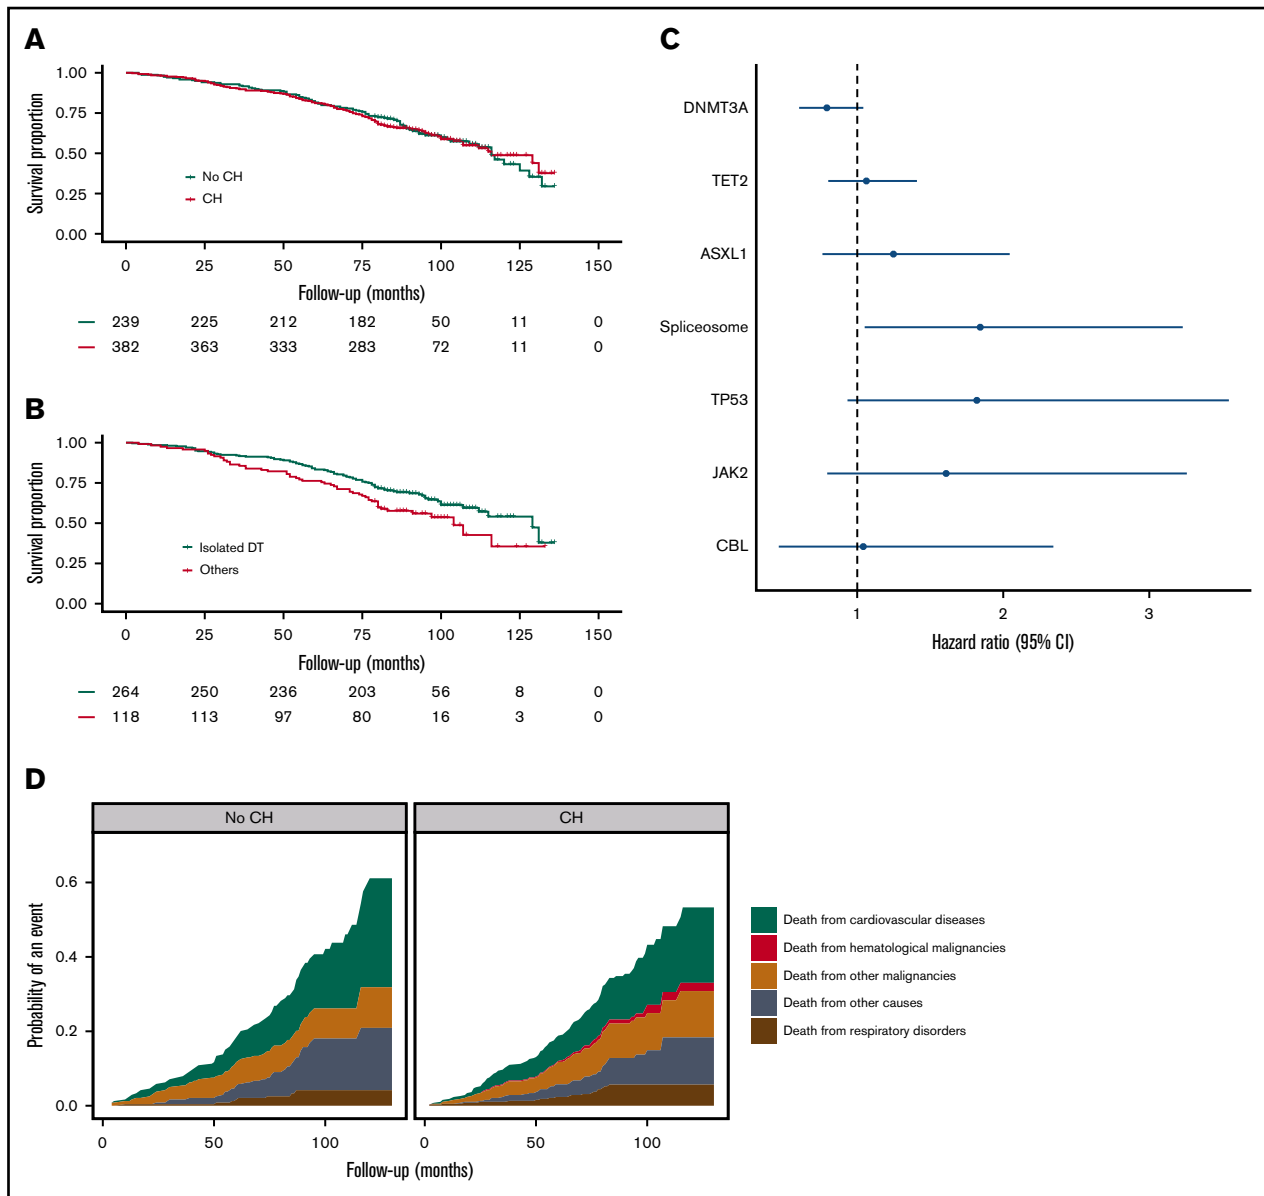 A
1.00
0.75
0.50
0.25
0.00
Survival proportion
No CH
CH
0 25 50 75 100 125 150
Follow-up (months)
239 225 212 182 50 11 0
382 363 333 283 72 11 0
B
1.00
0.75
0.50
0.25
0.00
Survival proportion
Isolated DT
Others
0 25 50 75 100 125 150
Follow-up (months)
264 250 236 203 56 8 0
118 113 97 80 16 3 0
C
DNMT3A
TET2
ASXL1
Spliceosome
TP53
JAK2
CBL
1 2 3
Hazard ratio (95% CI)
D
No CH CH
0.6
0.4
0.2
0.0
Probability of an event
0 50 100 0 50 100
Follow-up (months)
Death from cardiovascular diseases
Death from hematological malignancies
Death from other malignancies
Death from other causes
Death from respiratory disorders